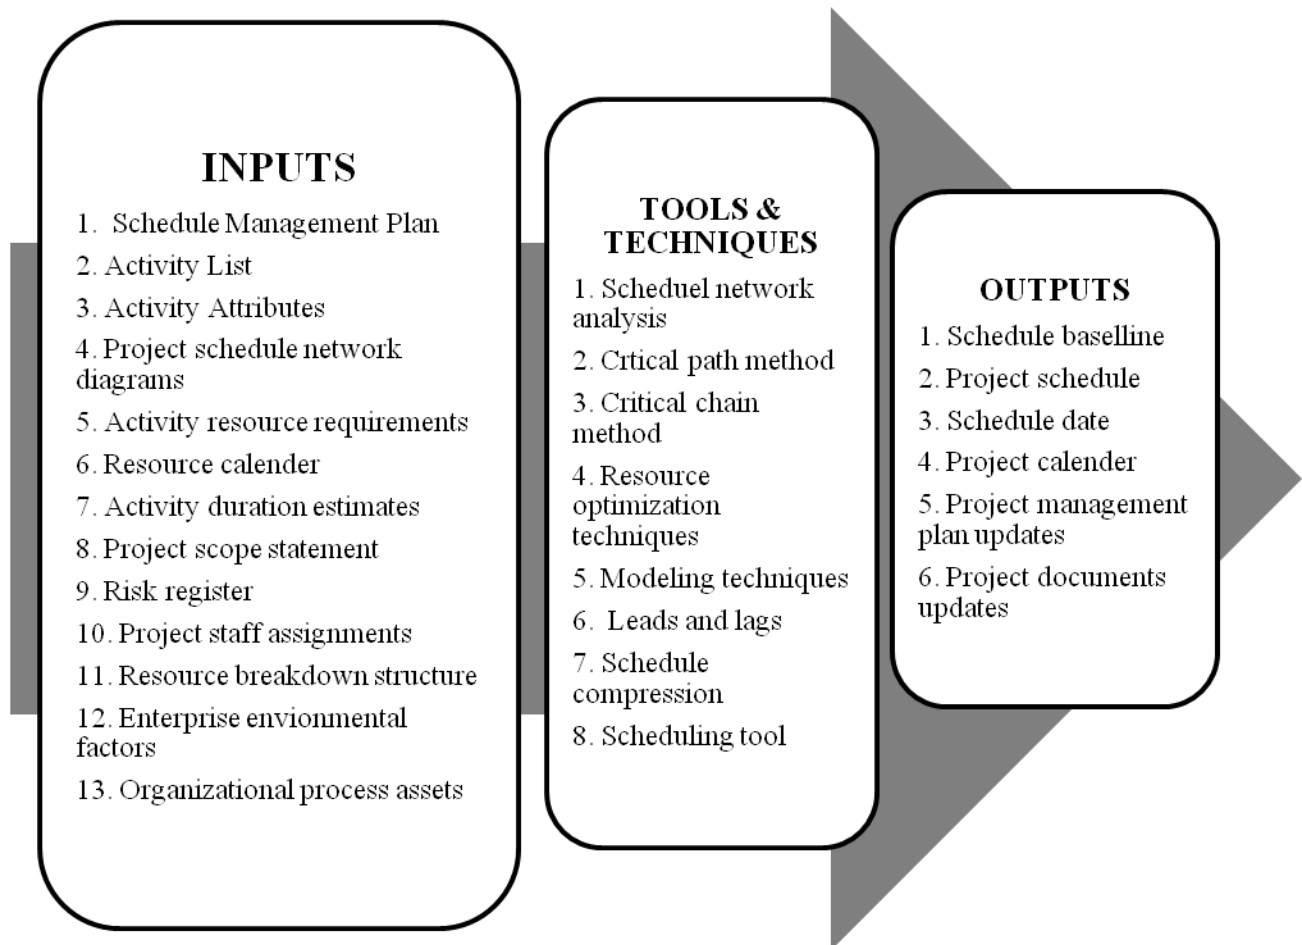 INPUTS
1. Schedule Management Plan
2. Activity List
3. Activity Attributes
4. Project schedule network
diagrams
5. Activity resource requirements
6. Resource calender
7. Activity duration estimates
8. Project scope statement
9. Risk register
10. Project staff assignments
11. Resource breakdown structure
12. Enterprise envionmental
factors
13. Organizational process assets
TOOLS &
TECHNIQUES
1. Scheduel network
analysis
2. Crtical path method
3. Critical chain
method
4. Resource
optimization
techniques
5. Modeling techniques
6. Leads and lags
7. Schedule
compression
8. Scheduling tool
OUTPUTS
1. Schedule baselline
2. Project schedule
3. Schedule date
4. Project calender
5. Project management
plan updates
6. Project documents
updates